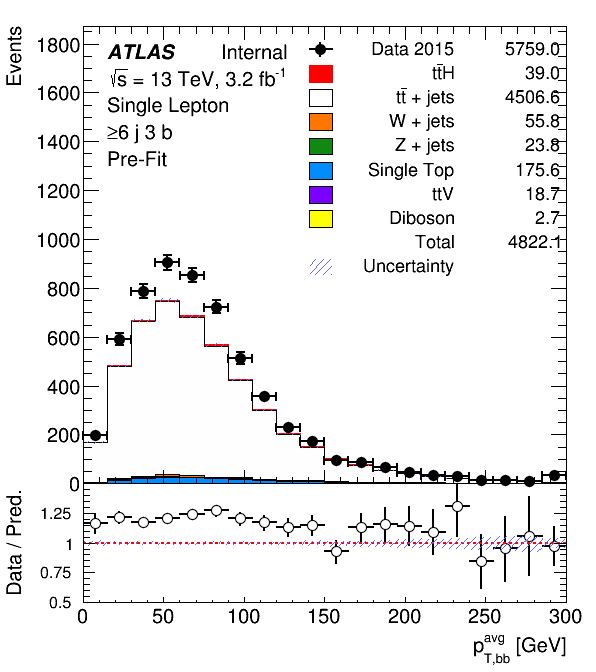 Events
1800
1600
1400
1200
1000
800
600
400
200
0
ATLAS Internal
√s = 13 TeV, 3.2 fb⁻¹
Single Lepton
≥6 j 3 b
Pre-Fit
Data 2015 5759.0
tt̄H 39.0
tt̄ + jets 4506.6
W + jets 55.8
Z + jets 23.8
Single Top 175.6
ttV 18.7
Diboson 2.7
Total 4822.1
Uncertainty
Data / Pred.
1.25
1
0.75
0.5
0 50 100 150 200 250 300
p_{T,bb}^{avg} [GeV]